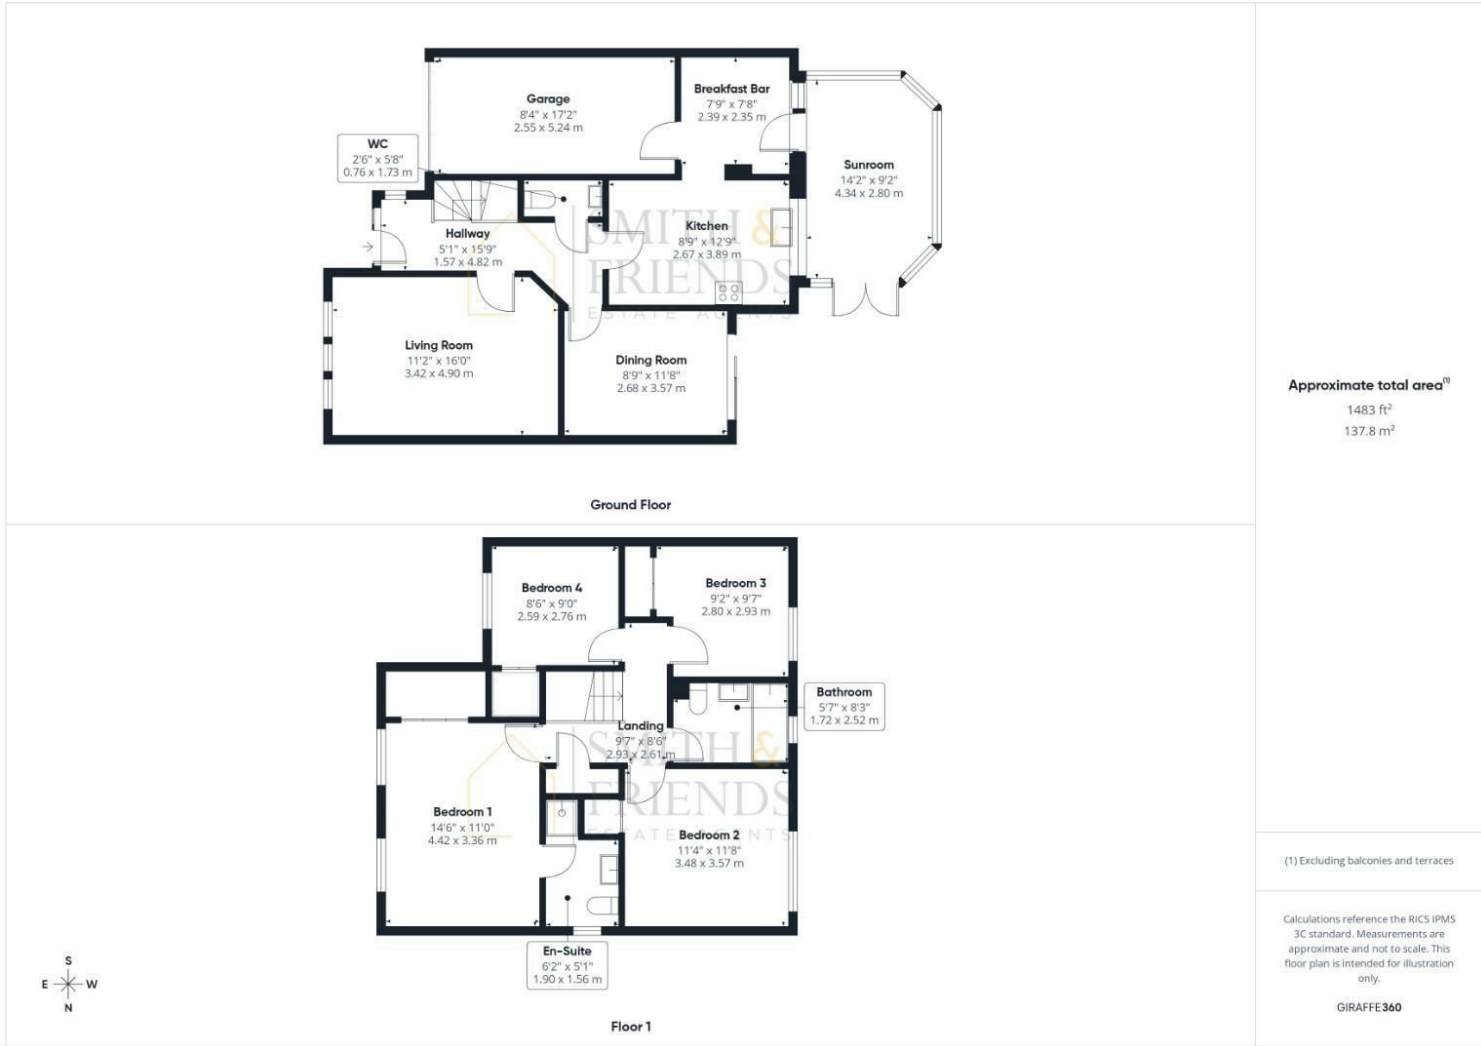 Garage
8'4" x 17'2"
2.55 x 5.24 m
Breakfast Bar
7'9" x 7'8"
2.39 x 2.35 m
WC
2'6" x 5'8"
0.76 x 1.73 m
Sunroom
14'2" x 9'2"
4.34 x 2.80 m
Hallway
5'1" x 15'9"
1.57 x 4.82 m
Kitchen
8'9" x 12'9"
2.67 x 3.89 m
SMITH &
FRIENDS
ESTATE AGENTS
Living Room
11'2" x 16'0"
3.42 x 4.90 m
Dining Room
8'9" x 11'8"
2.68 x 3.57 m
Ground Floor
Bedroom 4
8'6" x 9'0"
2.59 x 2.76 m
Bedroom 3
9'2" x 9'7"
2.80 x 2.93 m
Bathroom
5'7" x 8'3"
1.72 x 2.52 m
Landing
9'7" x 8'6"
2.93 x 2.61 m
SMITH &
FRIENDS
ESTATE AGENTS
Bedroom 1
14'6" x 11'0"
4.42 x 3.36 m
Bedroom 2
11'4" x 11'8"
3.48 x 3.57 m
En-Suite
6'2" x 5'1"
1.90 x 1.56 m
S
E W
N
Floor 1
Approximate total area(1)
1483 ft²
137.8 m²
(1) Excluding balconies and terraces
Calculations reference the RICS IPMS
3C standard. Measurements are
approximate and not to scale. This
floor plan is intended for illustration
only.
GIRAFFE360